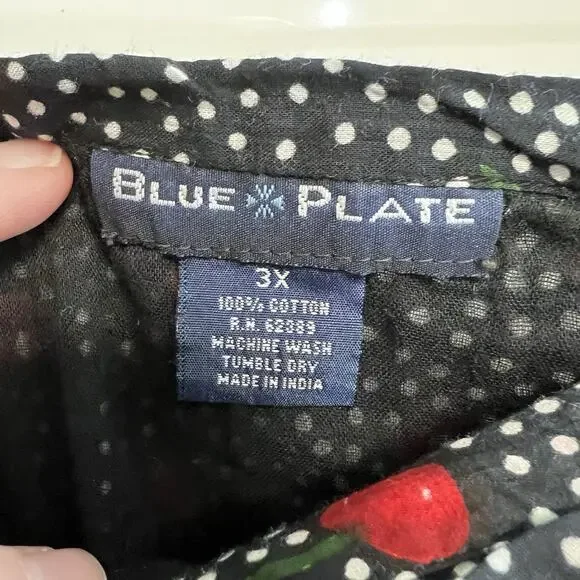 BLUE PLATE
3X
100% COTTON
R.N. 62389
MACHINE WASH
TUMBLE DRY
MADE IN INDIA